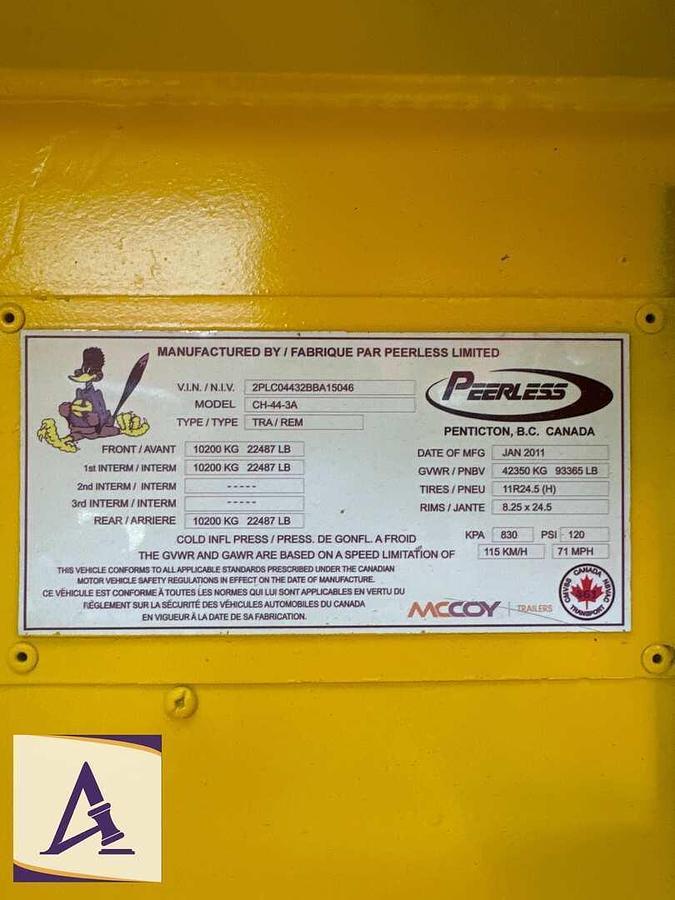 MANUFACTURED BY / FABRIQUE PAR PEERLESS LIMITED
V.I.N. / N.I.V. 2PLC04432BBA15046
MODEL CH-44-3A
TYPE / TYPE TRA / REM
PEERLESS
PENTICTON, B.C. CANADA
FRONT / AVANT 10200 KG 22487 LB
1st INTERM / INTERM 10200 KG 22487 LB
2nd INTERM / INTERM - - - - -
3rd INTERM / INTERM - - - - -
REAR / ARRIERE 10200 KG 22487 LB
DATE OF MFG JAN 2011
GVWR / PNBV 42350 KG 93365 LB
TIRES / PNEU 11R24.5 (H)
RIMS / JANTE 8.25 x 24.5
COLD INFL PRESS / PRESS. DE GONFL. A FROID KPA 830 PSI 120
THE GVWR AND GAWR ARE BASED ON A SPEED LIMITATION OF 115 KM/H 71 MPH
THIS VEHICLE CONFORMS TO ALL APPLICABLE STANDARDS PRESCRIBED UNDER THE CANADIAN
MOTOR VEHICLE SAFETY REGULATIONS IN EFFECT ON THE DATE OF MANUFACTURE.
CE VÉHICULE EST CONFORME À TOUTES LES NORMES QUI LUI SONT APPLICABLES EN VERTU DU
RÉGLEMENT SUR LA SÉCURITÉ DES VÉHICULES AUTOMOBILES DU CANADA
EN VIGUEUR À LA DATE DE SA FABRICATION.
MCCOY | TRAILERS
CANADA
TRANSPORT